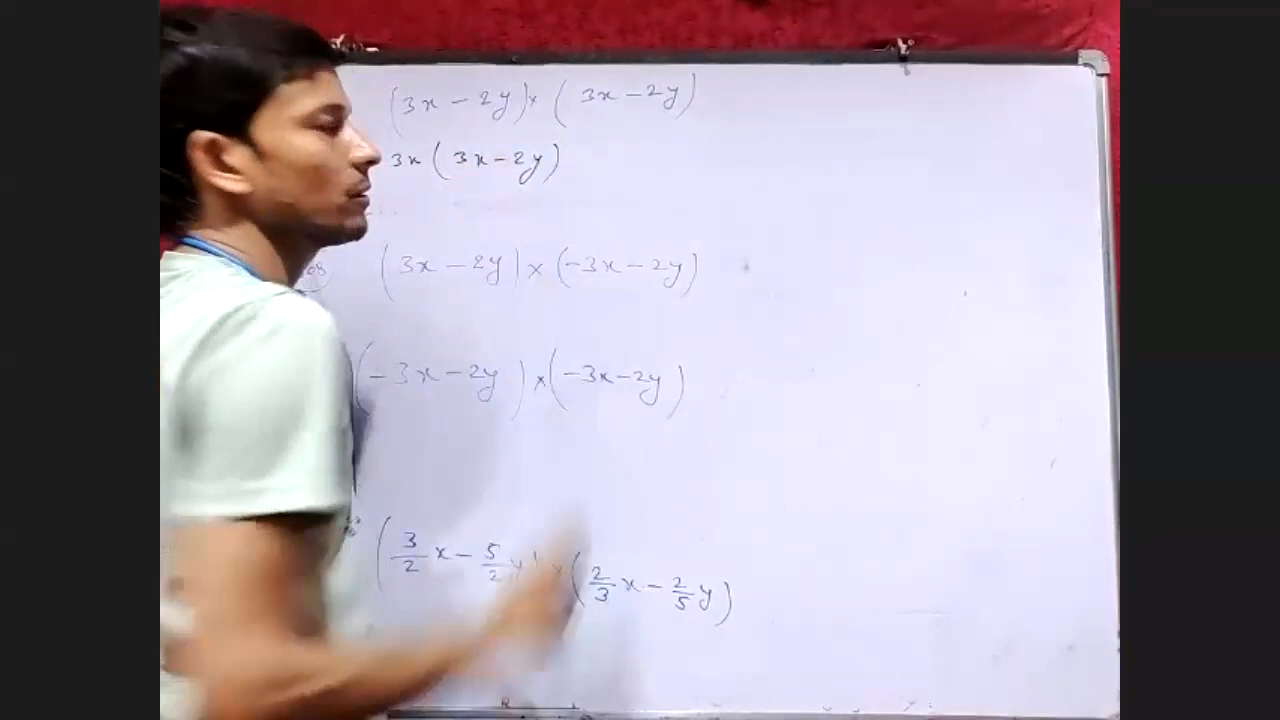 (3x - 2y) × (3x - 2y)
3x (3x - 2y)
(3x - 2y) × (-3x - 2y)
(-3x - 2y) × (-3x - 2y)
(3/2 x - 5/2 y) × (2/3 x - 2/5 y)